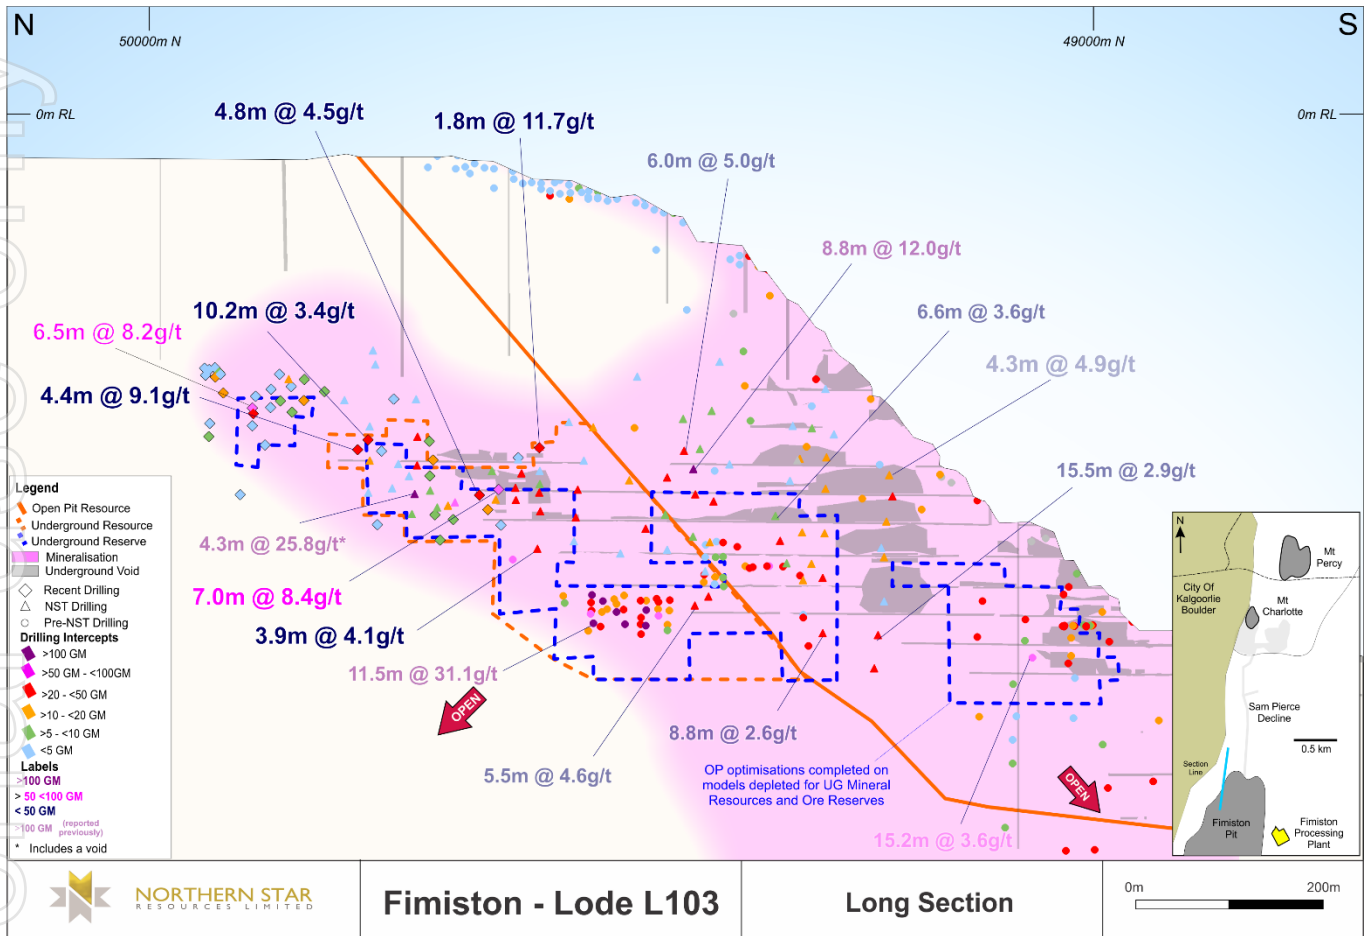 N
S
50000m N
49000m N
0m RL
0m RL
4.8m @ 4.5g/t
1.8m @ 11.7g/t
6.0m @ 5.0g/t
8.8m @ 12.0g/t
10.2m @ 3.4g/t
6.6m @ 3.6g/t
6.5m @ 8.2g/t
4.3m @ 4.9g/t
4.4m @ 9.1g/t
15.5m @ 2.9g/t
4.3m @ 25.8g/t*
7.0m @ 8.4g/t
3.9m @ 4.1g/t
11.5m @ 31.1g/t
8.8m @ 2.6g/t
5.5m @ 4.6g/t
15.2m @ 3.6g/t
OPEN
OPEN
OP optimisations completed on
models depleted for UG Mineral
Resources and Ore Reserves
Legend
Open Pit Resource
Underground Resource
Underground Reserve
Mineralisation
Underground Void
Recent Drilling
NST Drilling
Pre-NST Drilling
Drilling Intercepts
>100 GM
>50 GM - <100GM
>20 - <50 GM
>10 - <20 GM
>5 - <10 GM
<5 GM
Labels
>100 GM
> 50 <100 GM
< 50 GM
>100 GM (reported previously)
* Includes a void
N
Mt
Percy
City Of
Kalgoorlie
Boulder
Mt
Charlotte
Sam Pierce
Decline
0.5 km
Section
Line
Fimiston
Pit
Fimiston
Processing
Plant
NORTHERN STAR
RESOURCES LIMITED
Fimiston - Lode L103
Long Section
0m
200m